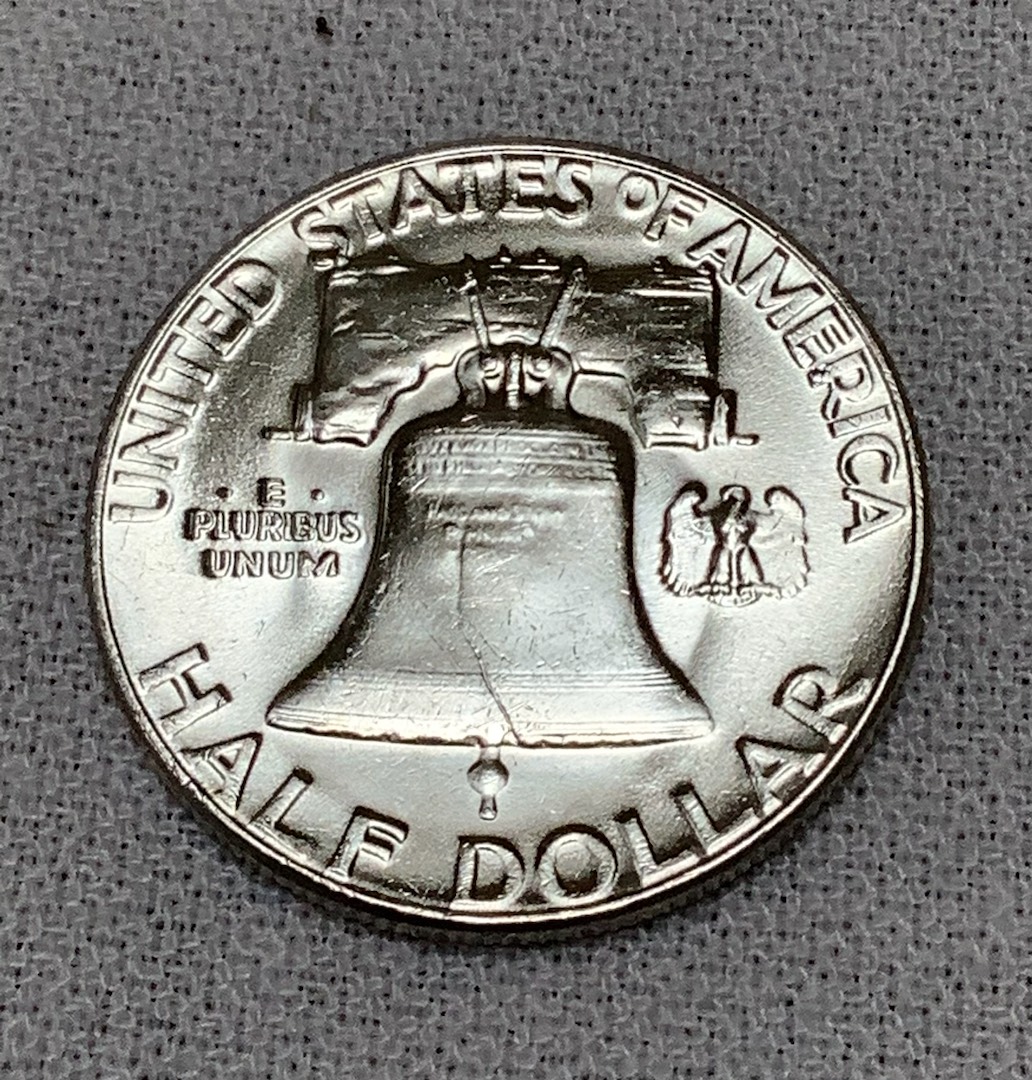 UNITED STATES OF AMERICA
· E ·
PLURIBUS
UNUM
HALF DOLLAR